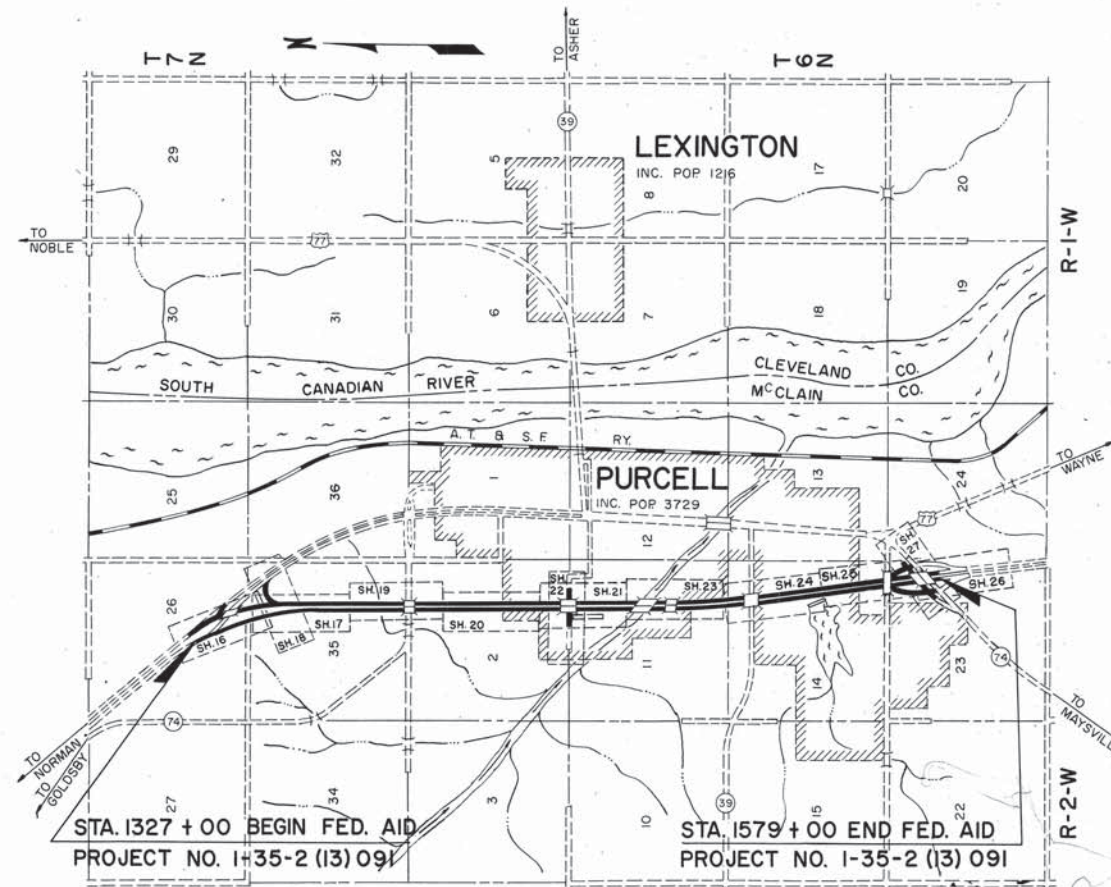 T 7 N
N
TO
ASHER
T 6 N
39
29
32
5
LEXINGTON
INC. POP. 1216
8
17
20
TO
NOBLE
77
R-1-W
30
31
6
7
18
19
SOUTH CANADIAN RIVER
CLEVELAND CO.
McCLAIN CO.
A. T. & S. F. RY.
25
36
1
PURCELL
INC. POP. 3729
12
13
24
TO
WAYNE
77
SH.
27
26
SH. 16
SH. 18
SH. 17
SH. 19
SH. 20
SH.
22
SH. 21
SH. 23
SH. 24
SH. 25
SH. 26
35
2
11
14
23
74
74
TO
MAYSVILLE
TO
NORMAN
TO
GOLDSBY
27
34
3
10
39
15
22
R-2-W
STA. 1327 + 00 BEGIN FED. AID
PROJECT NO. I-35-2 (13) 091
STA. 1579 + 00 END FED. AID
PROJECT NO. I-35-2 (13) 091